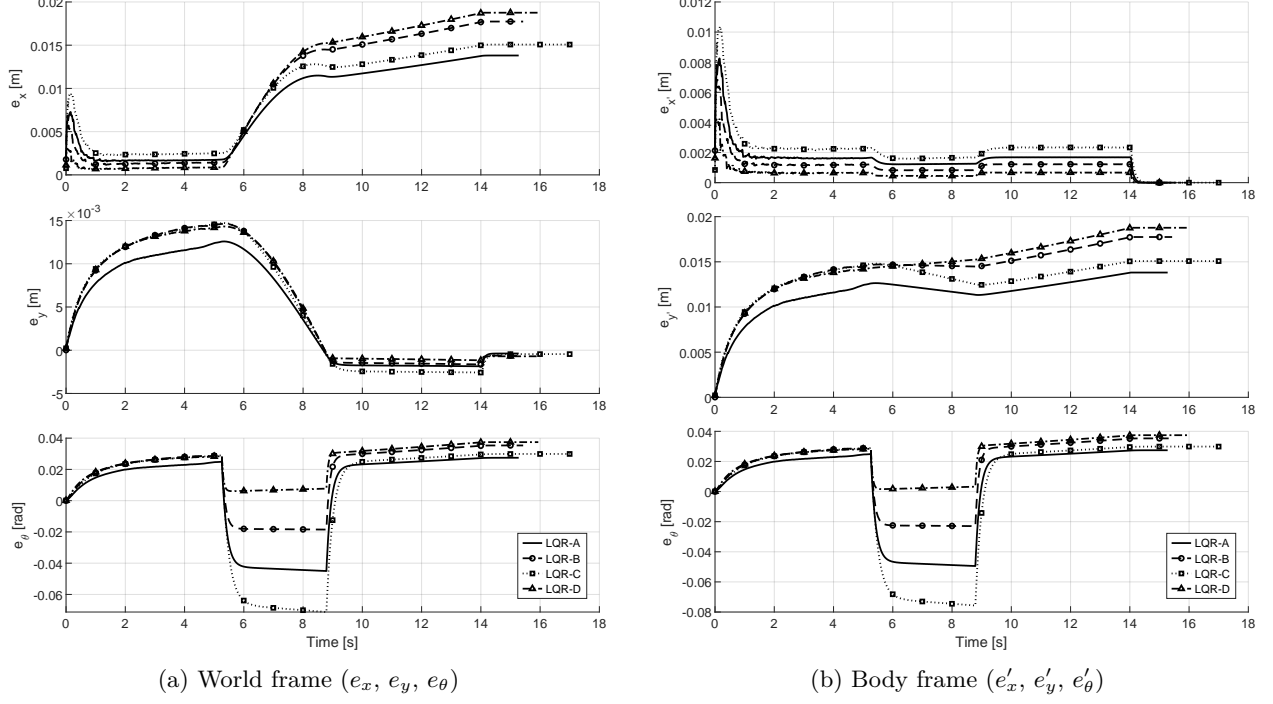 0.02
0.015
0.01
0.005
0
e_x [m]
0 2 4 6 8 10 12 14 16 18
×10^-3
15
10
5
0
-5
e_y [m]
0 2 4 6 8 10 12 14 16 18
0.04
0.02
0
-0.02
-0.04
-0.06
e_θ [rad]
LQR-A
LQR-B
LQR-C
LQR-D
0 2 4 6 8 10 12 14 16 18
Time [s]
(a) World frame (e_x, e_y, e_θ)
0.012
0.01
0.008
0.006
0.004
0.002
0
e_x' [m]
0 2 4 6 8 10 12 14 16 18
0.02
0.015
0.01
0.005
0
e_y' [m]
0 2 4 6 8 10 12 14 16 18
0.04
0.02
0
-0.02
-0.04
-0.06
-0.08
e_θ' [rad]
LQR-A
LQR-B
LQR-C
LQR-D
0 2 4 6 8 10 12 14 16 18
Time [s]
(b) Body frame (e′_x, e′_y, e′_θ)